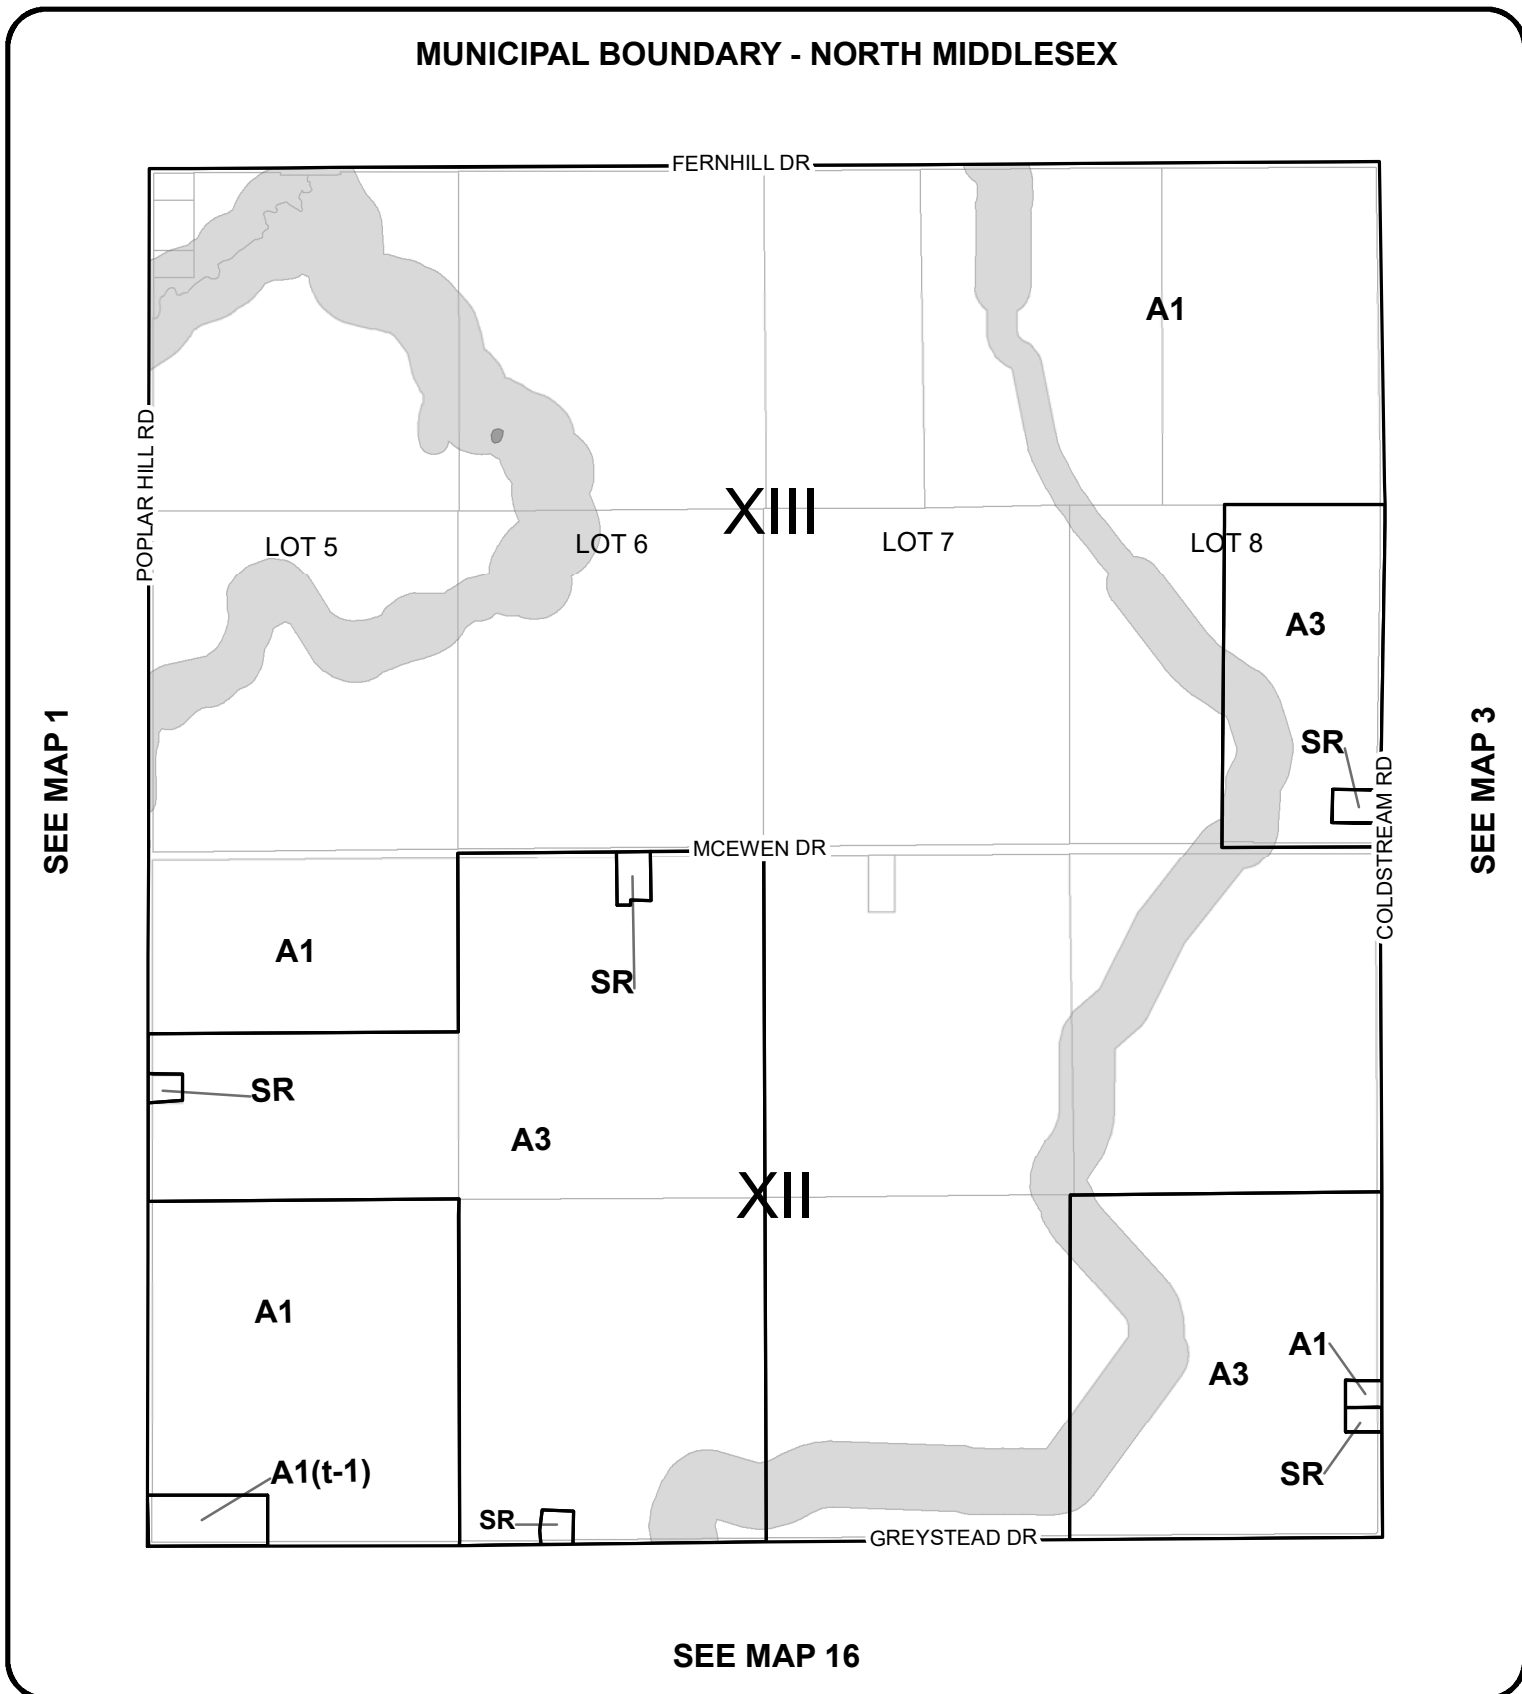 MUNICIPAL BOUNDARY - NORTH MIDDLESEX
FERNHILL DR
A1
POPLAR HILL RD
XIII
LOT 5
LOT 6
LOT 7
LOT 8
A3
SEE MAP 1
SR
SEE MAP 3
COLDSTREAM RD
MCEWEN DR
A1
SR
SR
A3
XII
A1
A1
A3
A1(t-1)
SR
SR
GREYSTEAD DR
SEE MAP 16